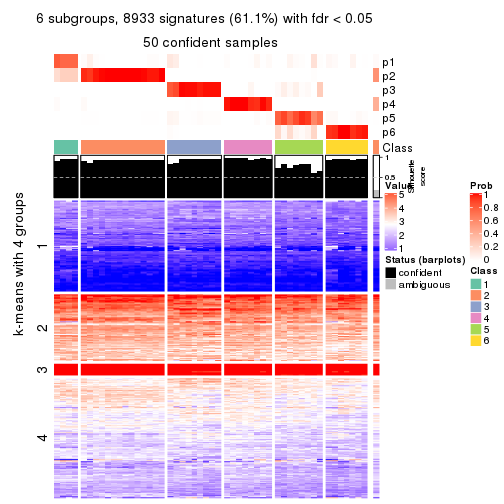 6 subgroups, 8933 signatures (61.1%) with fdr < 0.05
50 confident samples
p1
p2
p3
p4
p5
p6
Class
1
0.5
0
Silhouette
score
k-means with 4 groups
1
2
3
4
Value
5
4
3
2
1
Status (barplots)
confident
ambiguous
Prob
1
0.8
0.6
0.4
0.2
0
Class
1
2
3
4
5
6